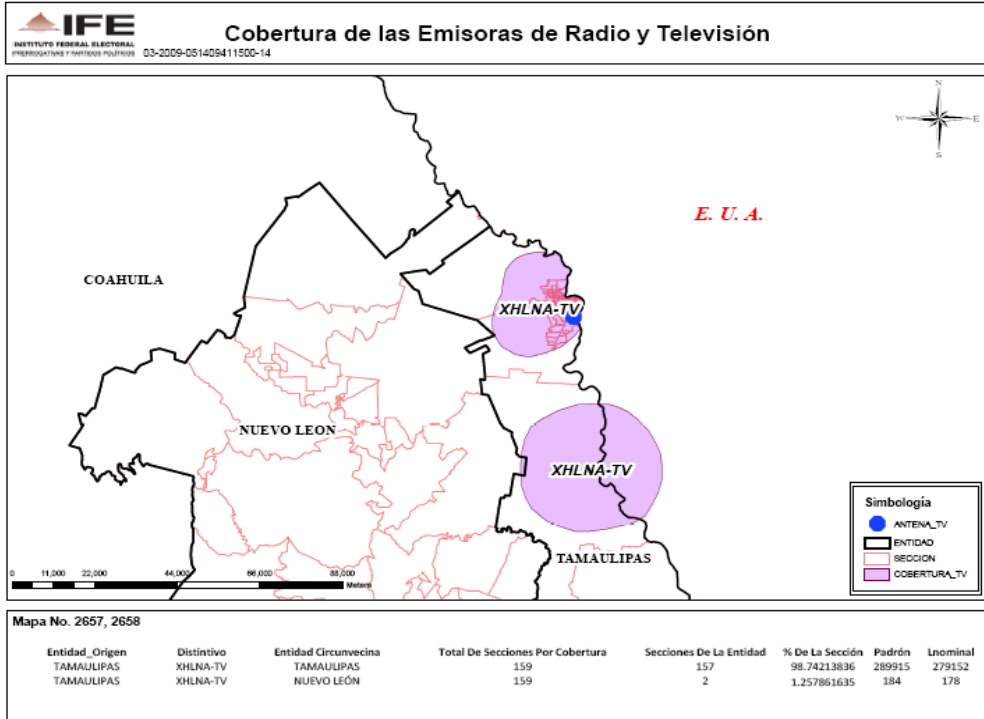 IFE
INSTITUTO FEDERAL ELECTORAL
PRERROGATIVAS Y PARTIDOS POLÍTICOS
03-2009-051409411500-14
Cobertura de las Emisoras de Radio y Televisión
N
W E
S
E. U. A.
COAHUILA
XHLNA-TV
NUEVO LEON
XHLNA-TV
TAMAULIPAS
Simbología
ANTENA_TV
ENTIDAD
SECCION
COBERTURA_TV
0 11,000 22,000 44,000 66,000 88,000
Meters
Mapa No. 2657, 2658
Entidad_Origen Distintivo Entidad Circunvecina Total De Secciones Por Cobertura Secciones De La Entidad % De La Sección Padrón Lnominal
TAMAULIPAS XHLNA-TV TAMAULIPAS 159 157 98.74213836 289915 279152
TAMAULIPAS XHLNA-TV NUEVO LEÓN 159 2 1.257861635 184 178